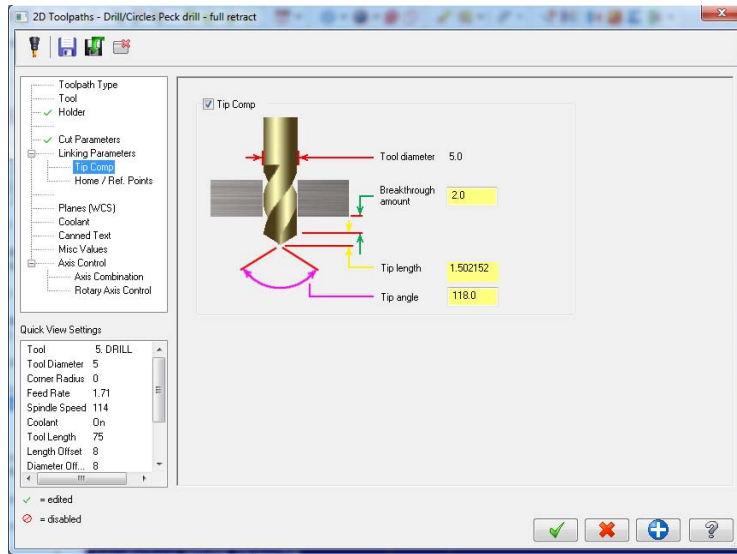 2D Toolpaths - Drill/Circles Peck drill - full retract
Toolpath Type
Tool
Holder
Cut Parameters
Linking Parameters
Tip Comp
Home / Ref. Points
Planes (WCS)
Coolant
Canned Text
Misc Values
Axis Control
Axis Combination
Rotary Axis Control
Quick View Settings
Tool 5. DRILL
Tool Diameter 5
Corner Radius 0
Feed Rate 1.71
Spindle Speed 114
Coolant On
Tool Length 75
Length Offset 8
Diameter Off... 8
= edited
= disabled
Tip Comp
Tool diameter 5.0
Breakthrough
amount 2.0
Tip length 1.502152
Tip angle 118.0